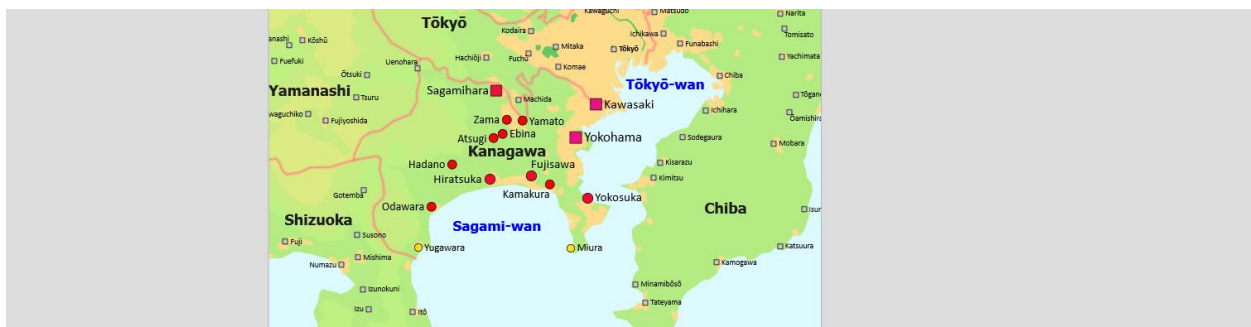 Kawaguchi
Matsudo
Narita
Tōkyō
Kodaira
Ichikawa
Tomisato
Kōshū
Mitaka
Tōkyō
Funabashi
Fuefuki
Uenohara
Hachiōji
Fuchū
Komae
Yachimata
Ōtsuki
Chiba
Yamanashi
Tsuru
Sagamihara
Tōkyō-wan
Machida
Kawasaki
Ichihara
Fujiyoshida
Zama
Yamato
Atsugi
Ebina
Yokohama
Sodegaura
Mobara
Kanagawa
Hadano
Fujisawa
Kisarazu
Hiratsuka
Kimitsu
Gotemba
Kamakura
Yokosuka
Odawara
Chiba
Shizuoka
Sagami-wan
Susono
Fuji
Yugawara
Miura
Katsuura
Mishima
Numazu
Kamogawa
Izunokuni
Minamibōsō
Izu
Itō
Tateyama